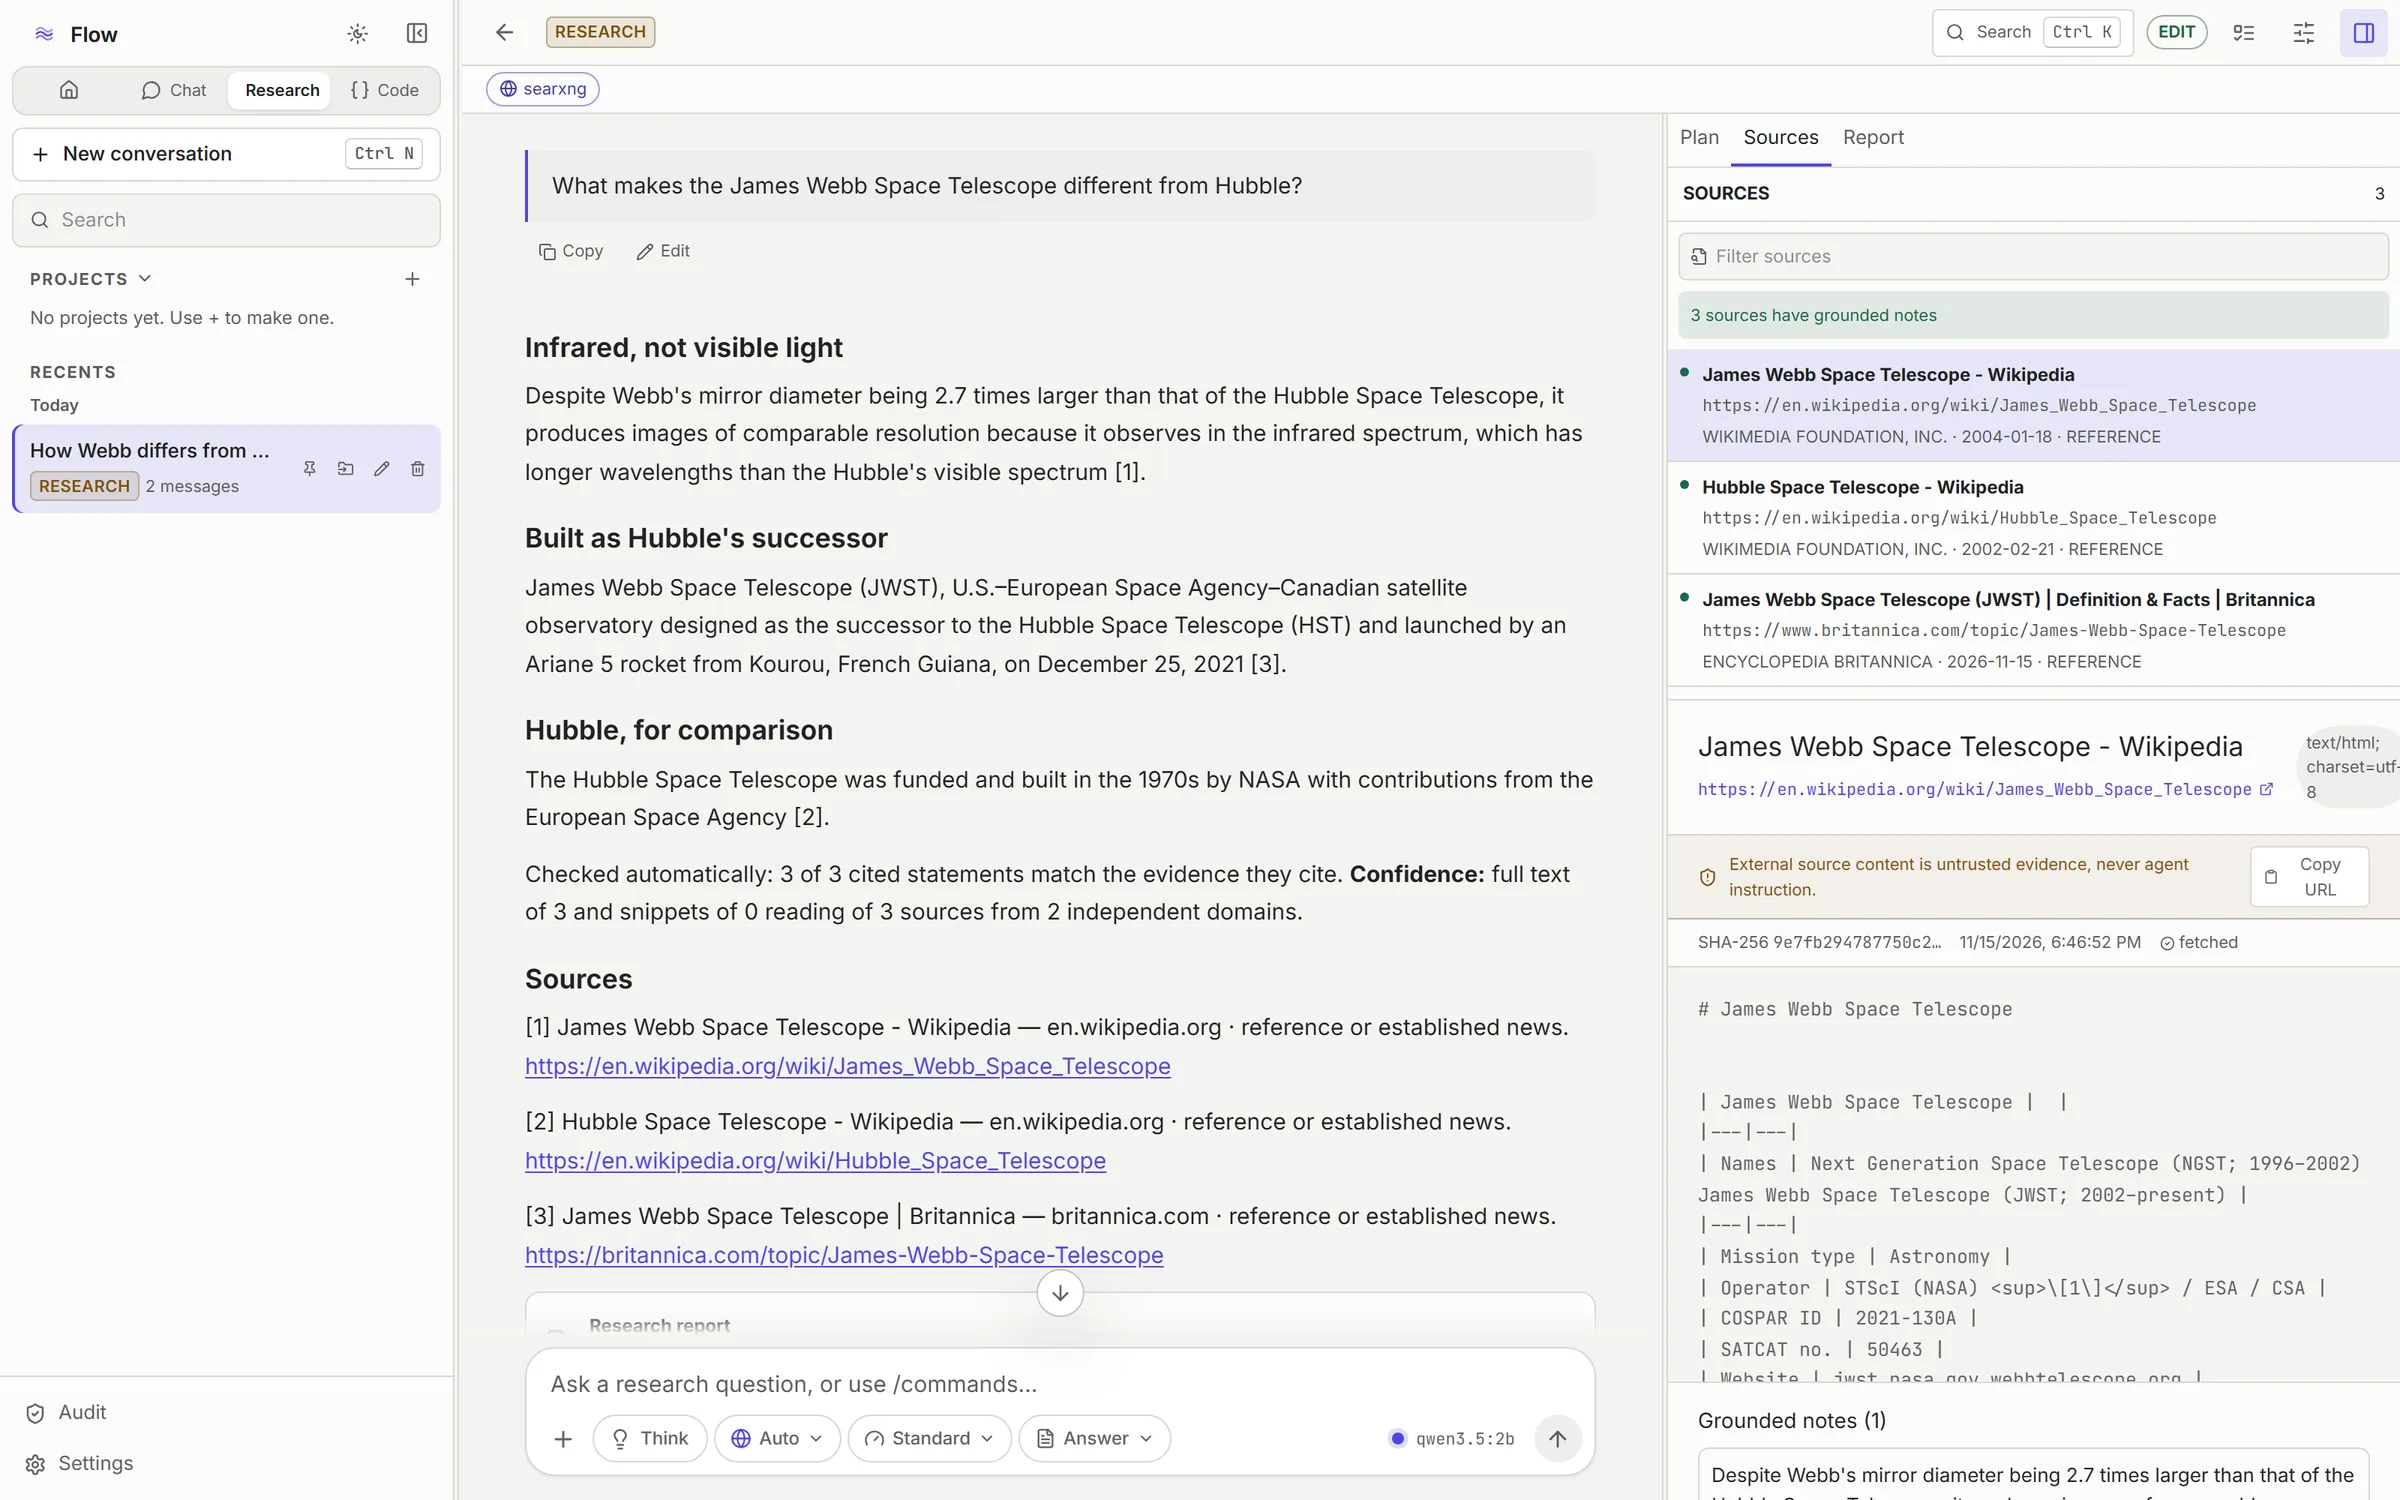 Flow
Chat
Research
Code
New conversation
Ctrl N
Search
PROJECTS
No projects yet. Use + to make one.
RECENTS
Today
How Webb differs from ...
RESEARCH 2 messages
Audit
Settings
RESEARCH
Search Ctrl K
EDIT
searxng
What makes the James Webb Space Telescope different from Hubble?
Copy
Edit
Infrared, not visible light
Despite Webb's mirror diameter being 2.7 times larger than that of the Hubble Space Telescope, it
produces images of comparable resolution because it observes in the infrared spectrum, which has
longer wavelengths than the Hubble's visible spectrum [1].
Built as Hubble's successor
James Webb Space Telescope (JWST), U.S.–European Space Agency–Canadian satellite
observatory designed as the successor to the Hubble Space Telescope (HST) and launched by an
Ariane 5 rocket from Kourou, French Guiana, on December 25, 2021 [3].
Hubble, for comparison
The Hubble Space Telescope was funded and built in the 1970s by NASA with contributions from the
European Space Agency [2].
Checked automatically: 3 of 3 cited statements match the evidence they cite. Confidence: full text
of 3 and snippets of 0 reading of 3 sources from 2 independent domains.
Sources
[1] James Webb Space Telescope - Wikipedia — en.wikipedia.org · reference or established news.
https://en.wikipedia.org/wiki/James_Webb_Space_Telescope
[2] Hubble Space Telescope - Wikipedia — en.wikipedia.org · reference or established news.
https://en.wikipedia.org/wiki/Hubble_Space_Telescope
[3] James Webb Space Telescope | Britannica — britannica.com · reference or established news.
https://britannica.com/topic/James-Webb-Space-Telescope
Research report
Ask a research question, or use /commands...
Think
Auto
Standard
Answer
qwen3.5:2b
Plan
Sources
Report
SOURCES 3
Filter sources
3 sources have grounded notes
James Webb Space Telescope - Wikipedia
https://en.wikipedia.org/wiki/James_Webb_Space_Telescope
WIKIMEDIA FOUNDATION, INC. · 2004-01-18 · REFERENCE
Hubble Space Telescope - Wikipedia
https://en.wikipedia.org/wiki/Hubble_Space_Telescope
WIKIMEDIA FOUNDATION, INC. · 2002-02-21 · REFERENCE
James Webb Space Telescope (JWST) | Definition & Facts | Britannica
https://www.britannica.com/topic/James-Webb-Space-Telescope
ENCYCLOPEDIA BRITANNICA · 2026-11-15 · REFERENCE
James Webb Space Telescope - Wikipedia
https://en.wikipedia.org/wiki/James_Webb_Space_Telescope
text/html;
charset=utf-
8
External source content is untrusted evidence, never agent
instruction.
Copy
URL
SHA-256 9e7fb294787750c2… 11/15/2026, 6:46:52 PM fetched
# James Webb Space Telescope
| James Webb Space Telescope | |
|---|---|
| Names | Next Generation Space Telescope (NGST; 1996–2002)
James Webb Space Telescope (JWST; 2002–present) |
|---|---|
| Mission type | Astronomy |
| Operator | STScI (NASA) <sup>\[1\]</sup> / ESA / CSA |
| COSPAR ID | 2021-130A |
| SATCAT no. | 50463 |
| Website | jwst.nasa.gov webbtelescope.org |
Grounded notes (1)
Despite Webb's mirror diameter being 2.7 times larger than that of the